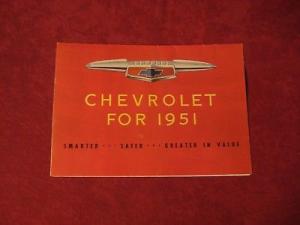 CHEVROLET
FOR 1951
SMARTER ··· SAFER ··· GREATER IN VALUE